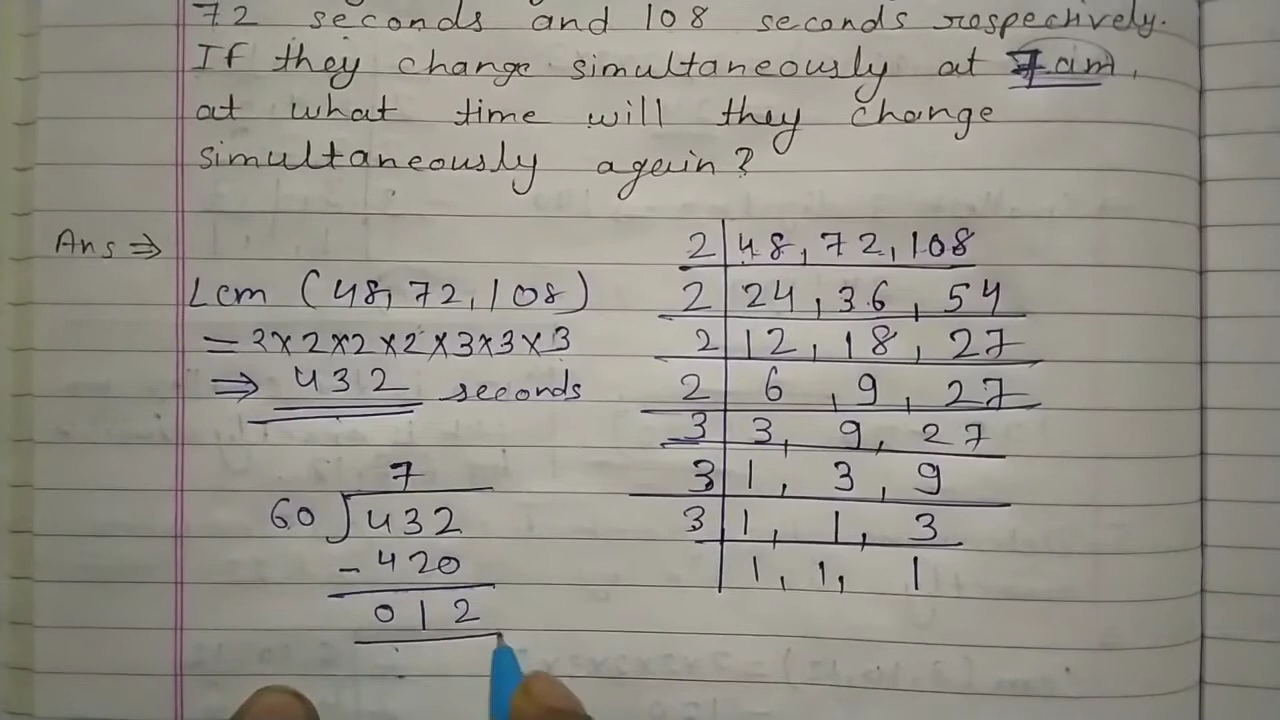 72 seconds and 108 seconds respectively.
If they change simultaneously at 7am,
at what time will they change
simultaneously again?
Ans ⇒
Lcm (48,72,108)
= 2×2×2×2×3×3×3
⇒ 432 seconds
7
60 )432
- 420
012
2 | 48, 72, 108
2 | 24, 36, 54
2 | 12, 18, 27
2 | 6, 9, 27
3 | 3, 9, 27
3 | 1, 3, 9
3 | 1, 1, 3
| 1, 1, 1